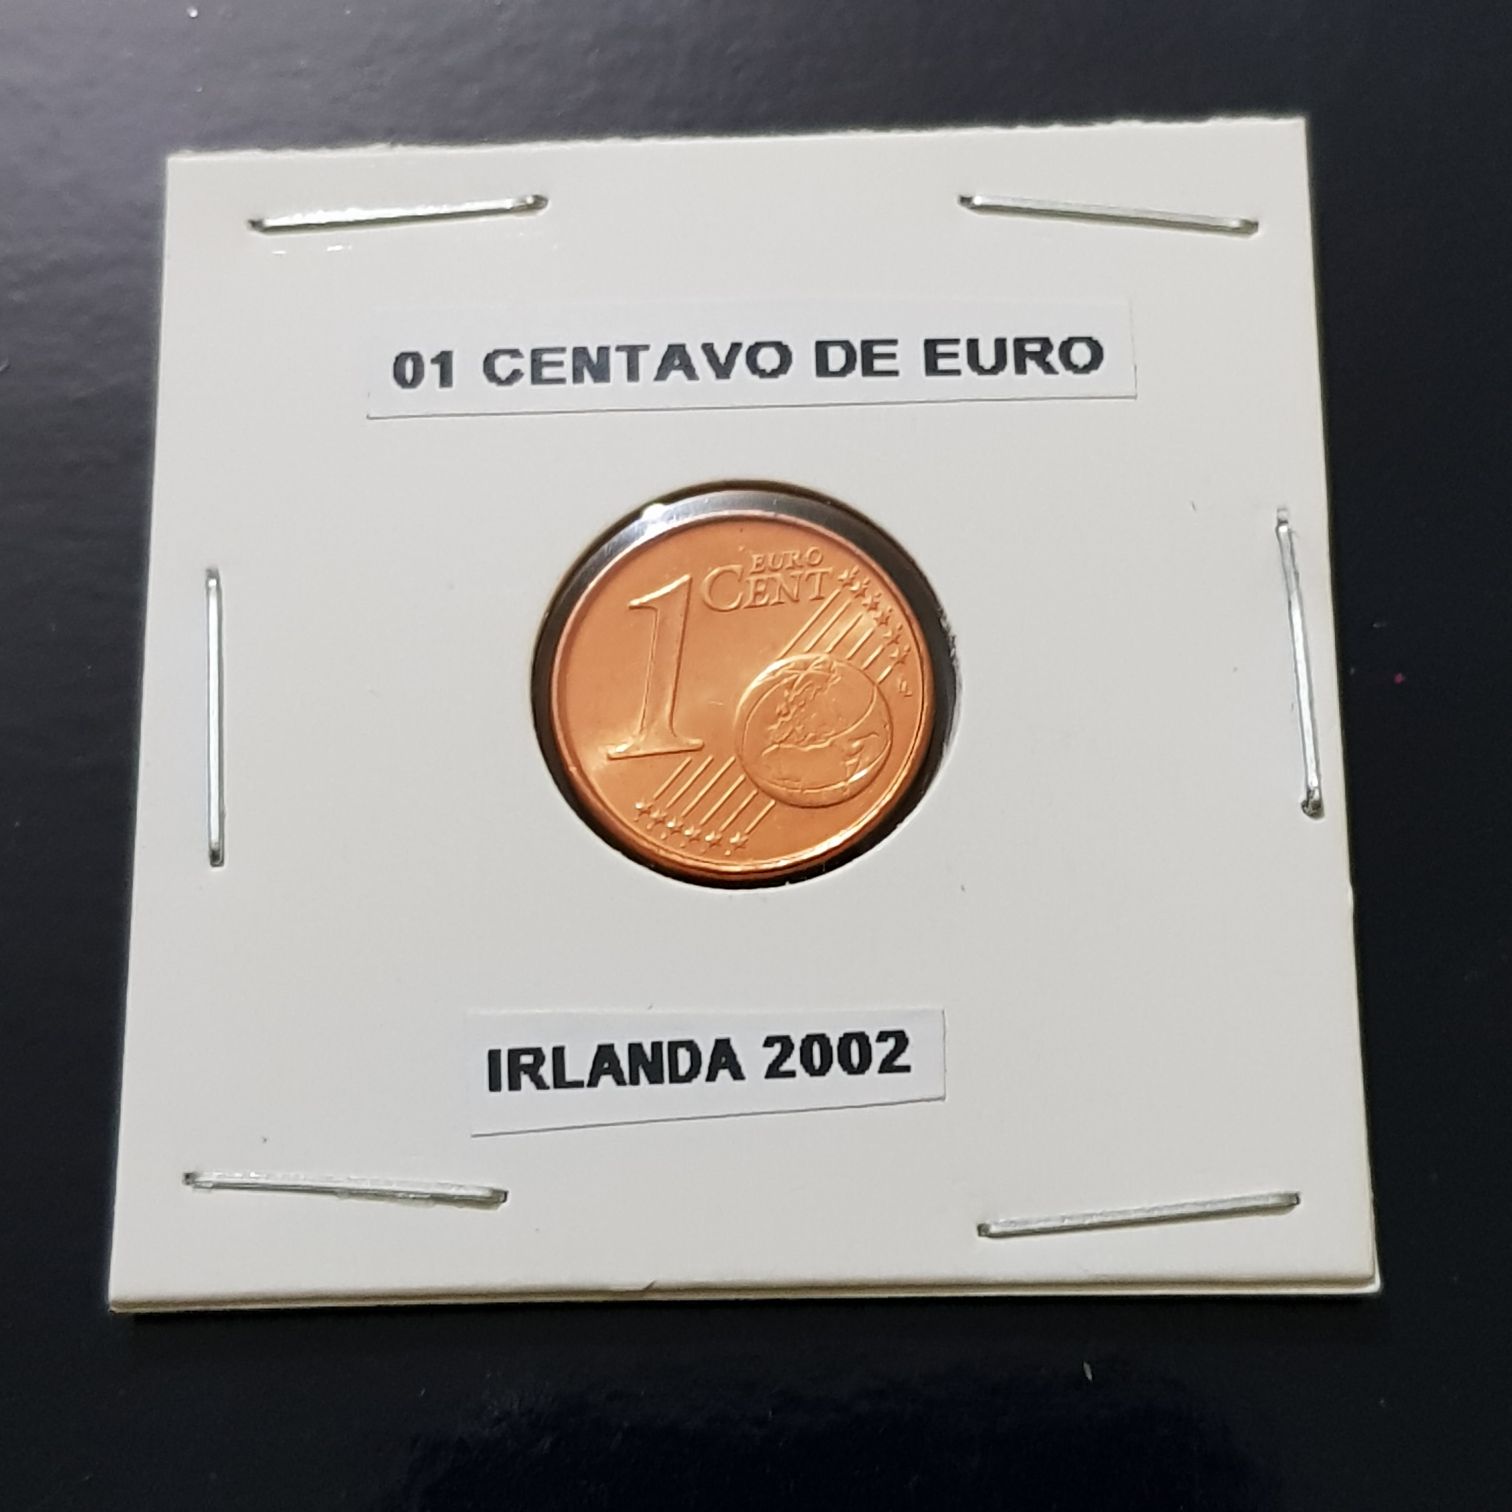 01 CENTAVO DE EURO
1 EURO
CENT
IRLANDA 2002